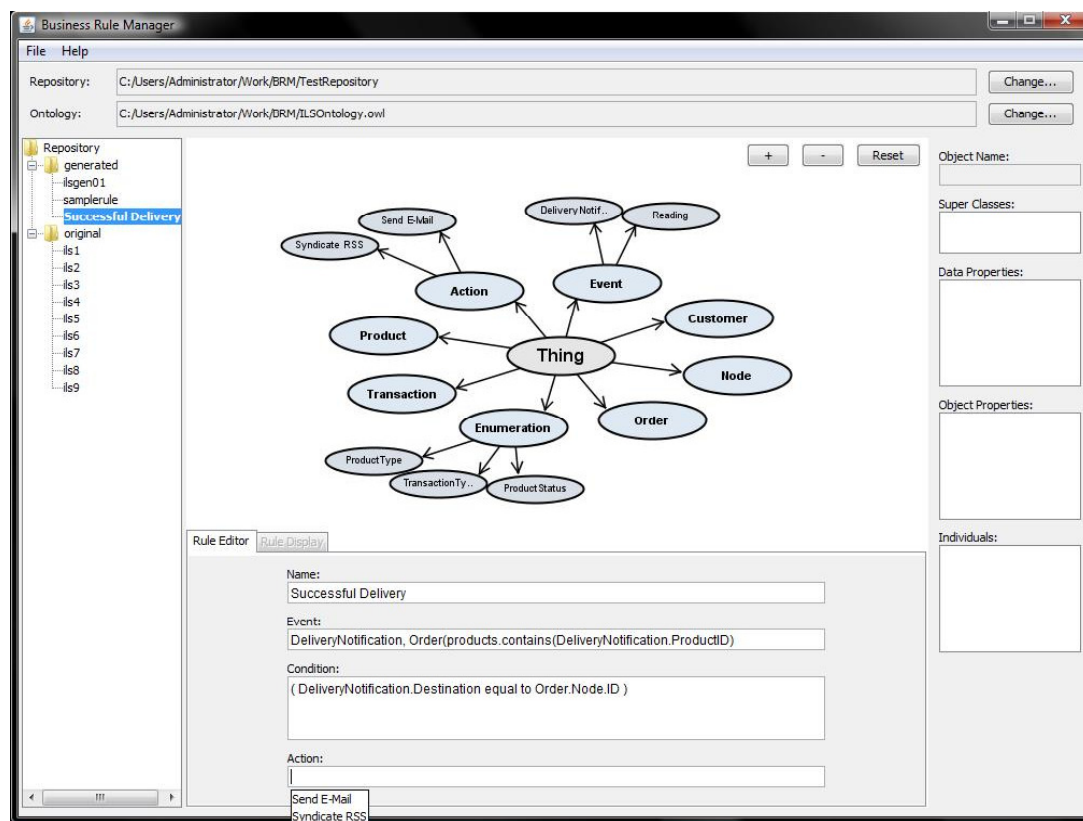 Business Rule Manager
File Help
Repository: C:/Users/Administrator/Work/BRM/TestRepository Change...
Ontology: C:/Users/Administrator/Work/BRM/ILSOntology.owl Change...
Repository
generated
ilsgen01
samplerule
Successful Delivery
original
ils1
ils2
ils3
ils4
ils5
ils6
ils7
ils8
ils9
+ - Reset
Send E-Mail
Syndicate RSS
Action
DeliveryNotif..
Reading
Event
Customer
Product
Thing
Node
Transaction
Order
Enumeration
ProductType
TransactionTy..
ProductStatus
Object Name:
Super Classes:
Data Properties:
Object Properties:
Individuals:
Rule Editor Rule Display
Name:
Successful Delivery
Event:
DeliveryNotification, Order(products.contains(DeliveryNotification.ProductID)
Condition:
( DeliveryNotification.Destination equal to Order.Node.ID )
Action:
Send E-Mail
Syndicate RSS